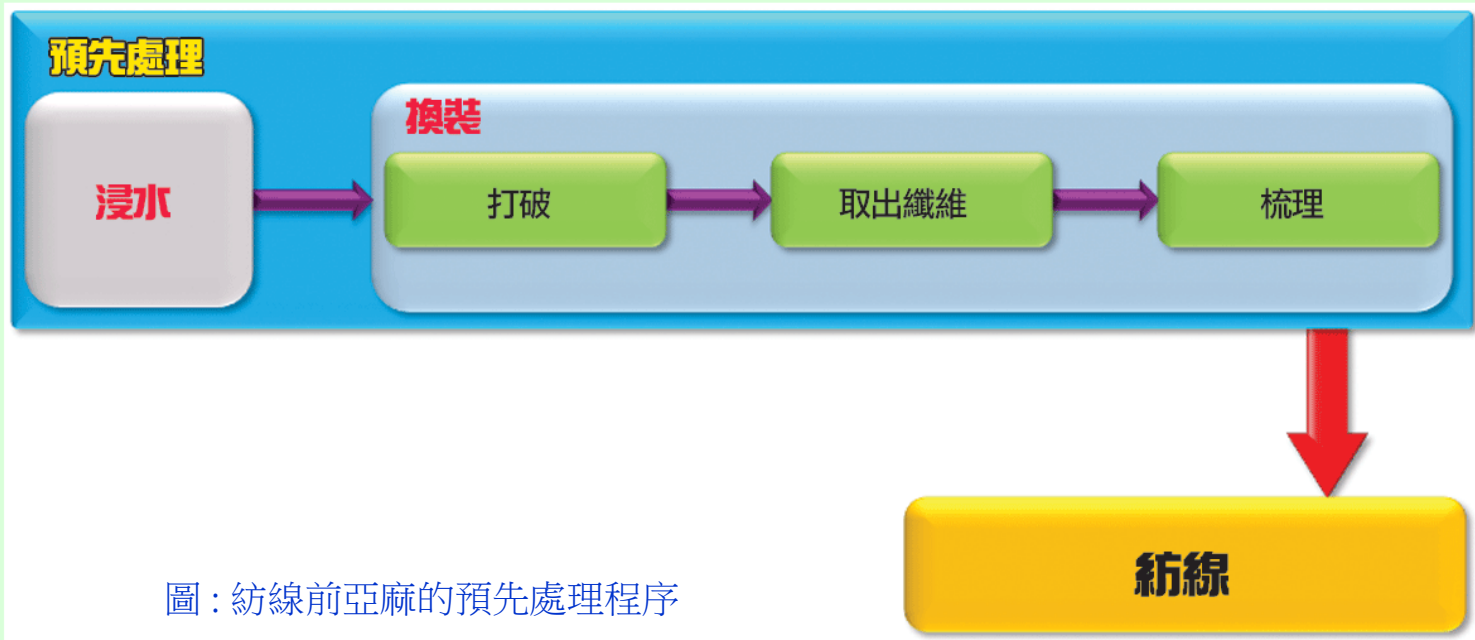 預先處理
換裝
浸水
打破
取出纖維
梳理
紡線
圖 : 紡線前亞麻的預先處理程序